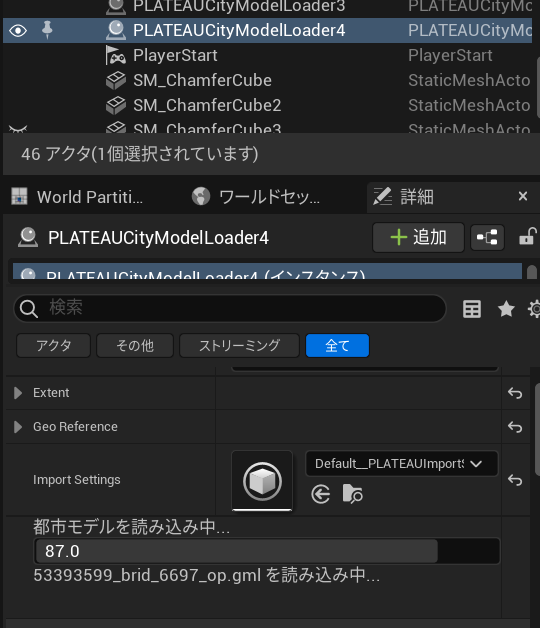 PLATEAUCityModelLoader3 PLATEAUCityMo
PLATEAUCityModelLoader4 PLATEAUCityMo
PlayerStart PlayerStart
SM_ChamferCube StaticMeshActo
SM_ChamferCube2 StaticMeshActo
SM_ChamferCube3 StaticMeshActo
46 アクタ(1個選択されています)
World Partiti... ワールドセッ... 詳細
PLATEAUCityModelLoader4 追加
PLATEAUCityModelLoader4 (インスタンス)
検索
アクタ その他 ストリーミング 全て
Extent
Geo Reference
Import Settings Default__PLATEAUImportS
都市モデルを読み込み中...
87.0
53393599_brid_6697_op.gml を読み込み中...